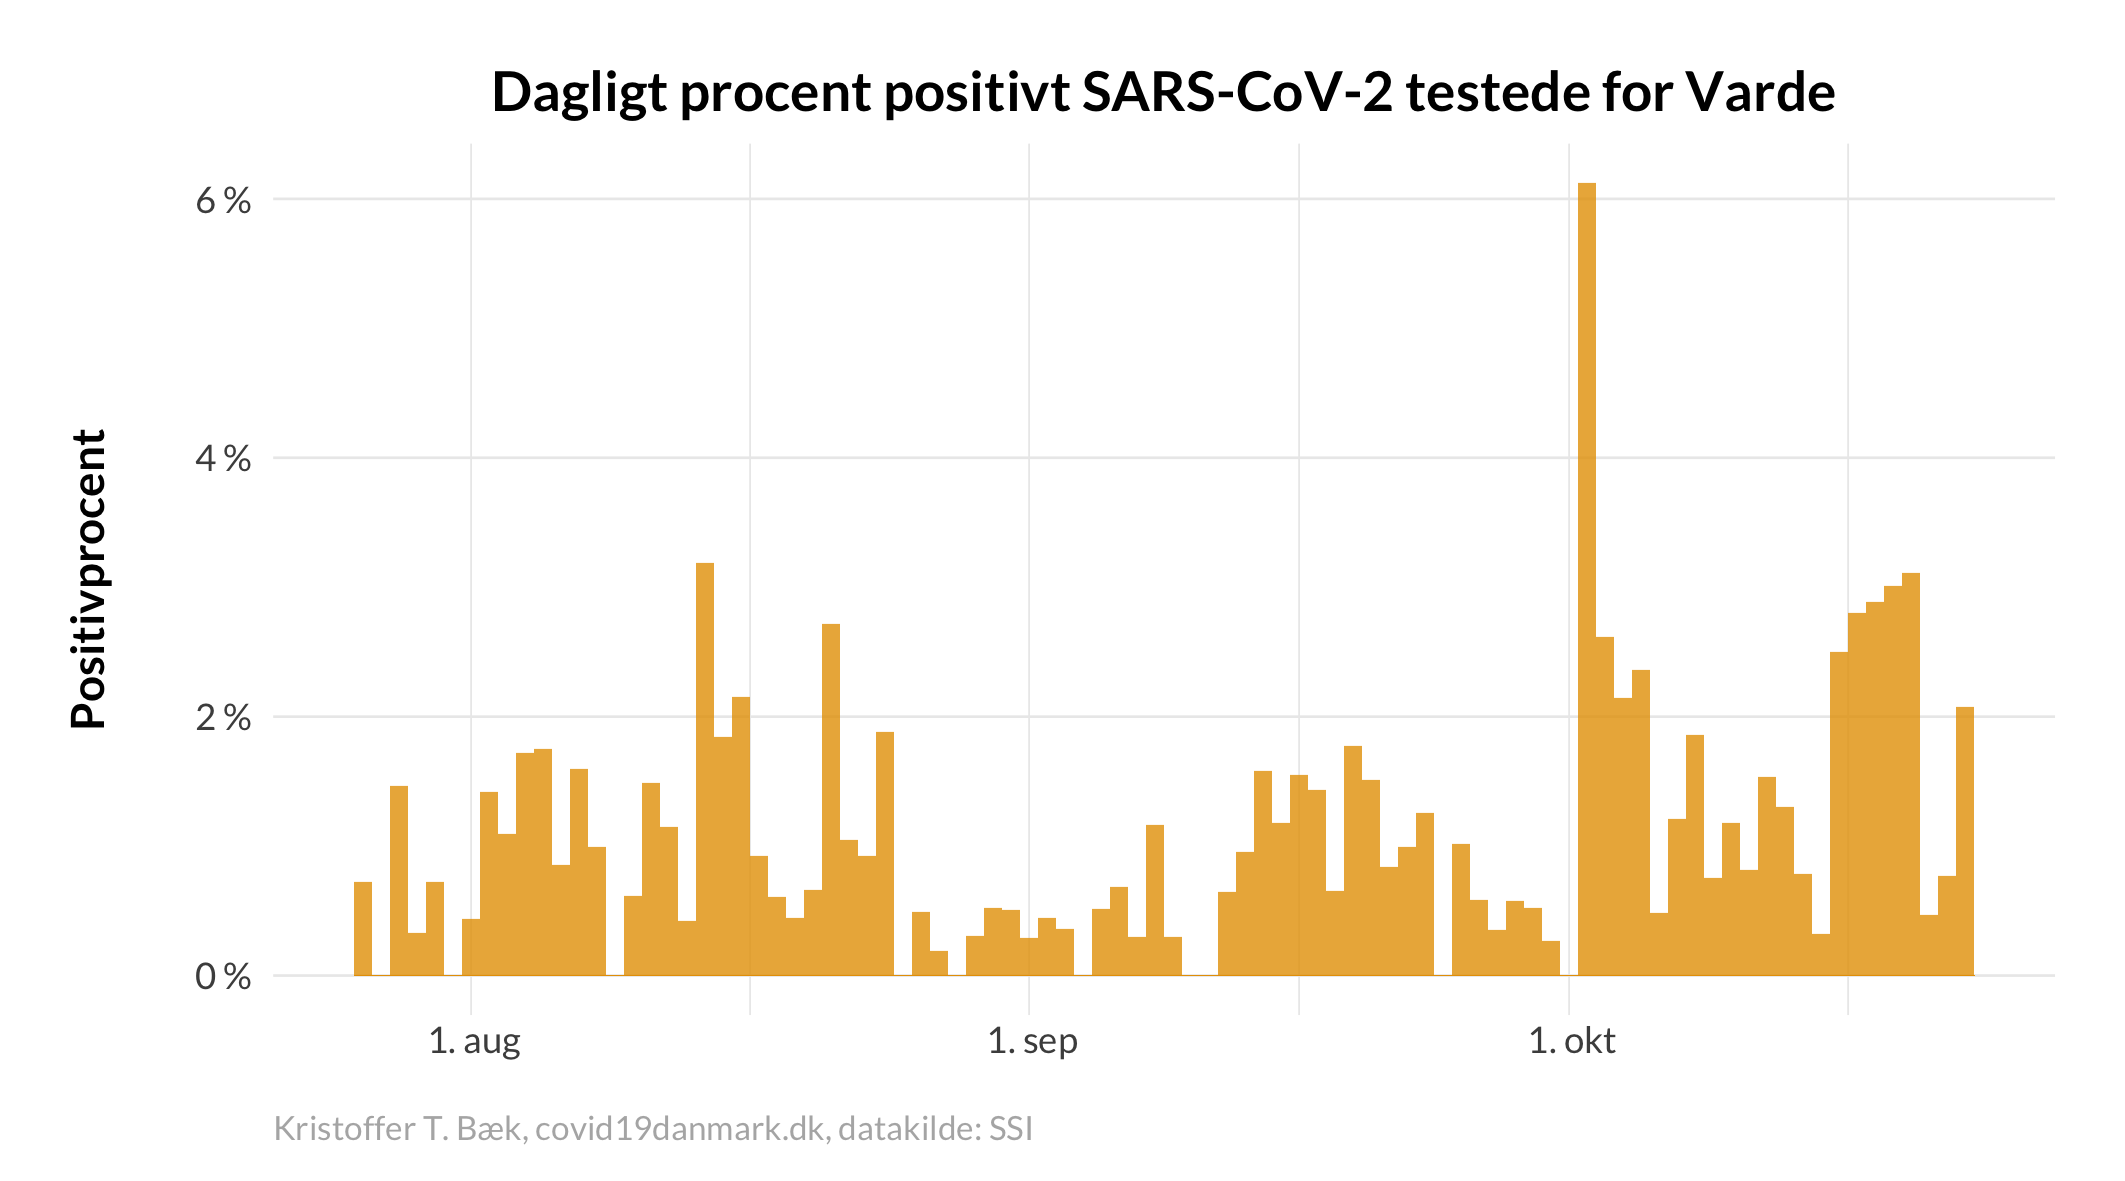 Dagligt procent positivt SARS-CoV-2 testede for Varde
Positivprocent
6 %
4 %
2 %
0 %
1. aug
1. sep
1. okt
Kristoffer T. Bæk, covid19danmark.dk, datakilde: SSI